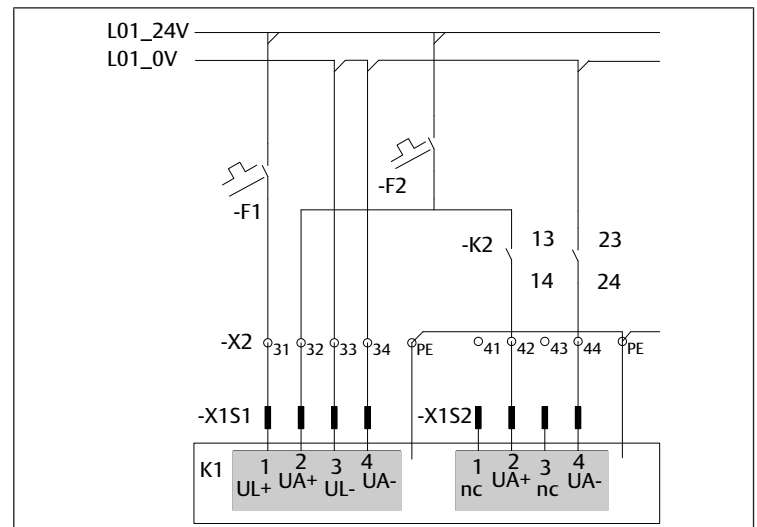 L01_24V
L01_0V
-F1
-F2
-K2 13 23
14 24
-X2 31 32 33 34 PE 41 42 43 44 PE
-X1S1 -X1S2
K1 1 2 3 4 1 2 3 4
UL+ UA+ UL- UA- nc UA+ nc UA-